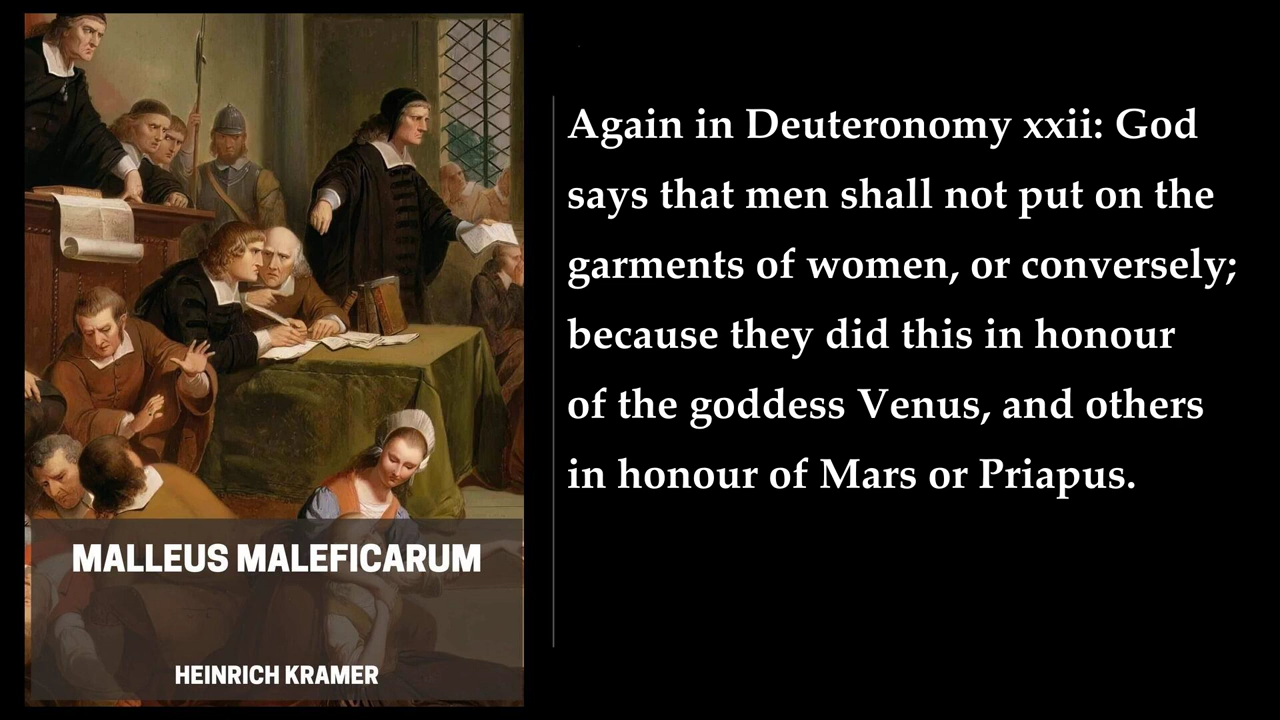 Again in Deuteronomy xxii: God
says that men shall not put on the
garments of women, or conversely;
because they did this in honour
of the goddess Venus, and others
in honour of Mars or Priapus.
MALLEUS MALEFICARUM
HEINRICH KRAMER